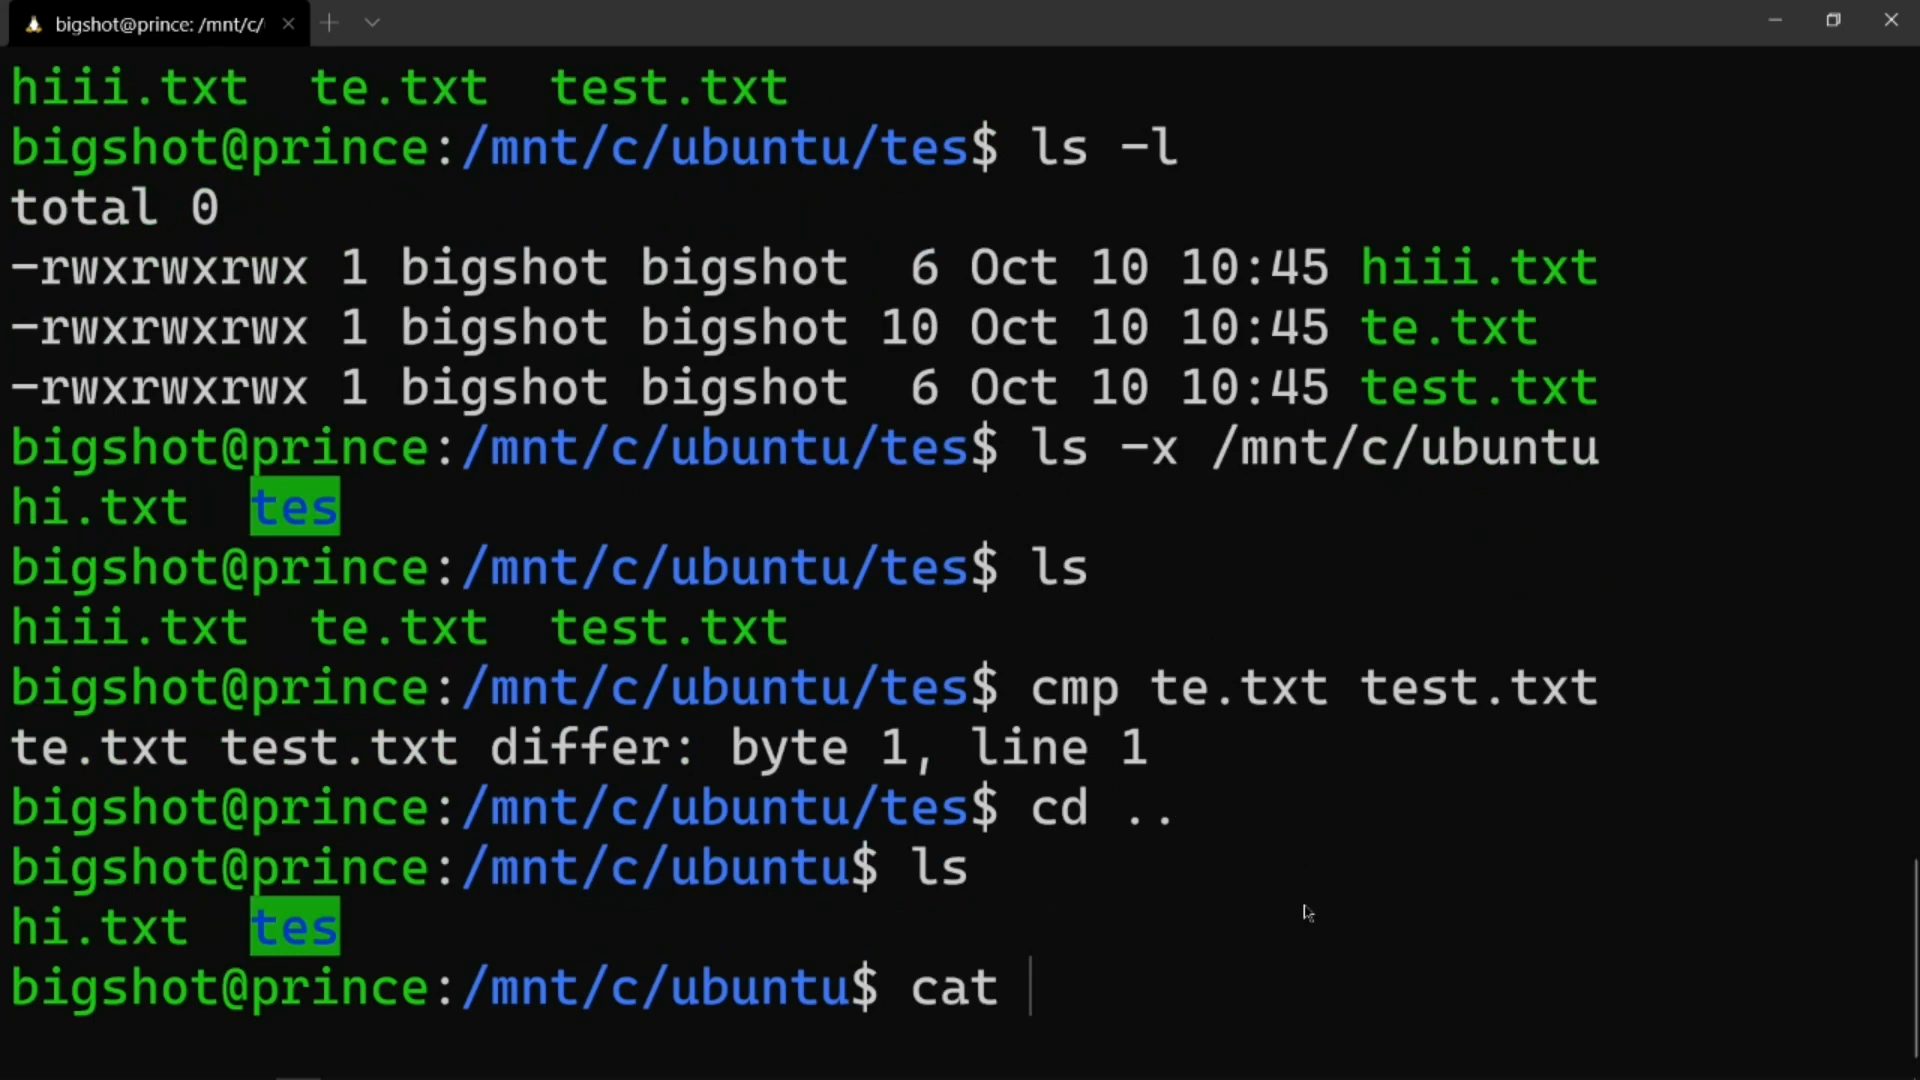 bigshot@prince: /mnt/c/
hiii.txt  te.txt  test.txt
bigshot@prince:/mnt/c/ubuntu/tes$ ls -l
total 0
-rwxrwxrwx 1 bigshot bigshot  6 Oct 10 10:45 hiii.txt
-rwxrwxrwx 1 bigshot bigshot 10 Oct 10 10:45 te.txt
-rwxrwxrwx 1 bigshot bigshot  6 Oct 10 10:45 test.txt
bigshot@prince:/mnt/c/ubuntu/tes$ ls -x /mnt/c/ubuntu
hi.txt  tes
bigshot@prince:/mnt/c/ubuntu/tes$ ls
hiii.txt  te.txt  test.txt
bigshot@prince:/mnt/c/ubuntu/tes$ cmp te.txt test.txt
te.txt test.txt differ: byte 1, line 1
bigshot@prince:/mnt/c/ubuntu/tes$ cd ..
bigshot@prince:/mnt/c/ubuntu$ ls
hi.txt  tes
bigshot@prince:/mnt/c/ubuntu$ cat